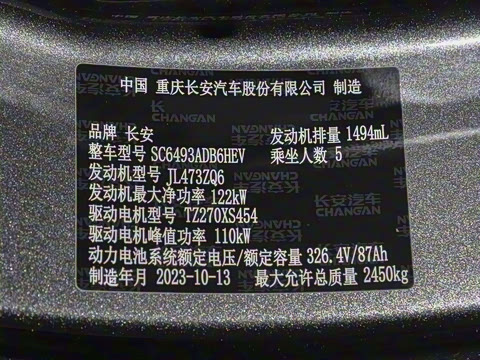 中国 重庆长安汽车股份有限公司 制造
品牌 长安 发动机排量 1494mL
整车型号 SC6493ADB6HEV 乘坐人数 5
发动机型号 JL473ZQ6
发动机最大净功率 122kW
驱动电机型号 TZ270XS454
驱动电机峰值功率 110kW
动力电池系统额定电压/额定容量 326.4V/87Ah
制造年月 2023-10-13 最大允许总质量 2450kg
长安汽车
CHANGAN